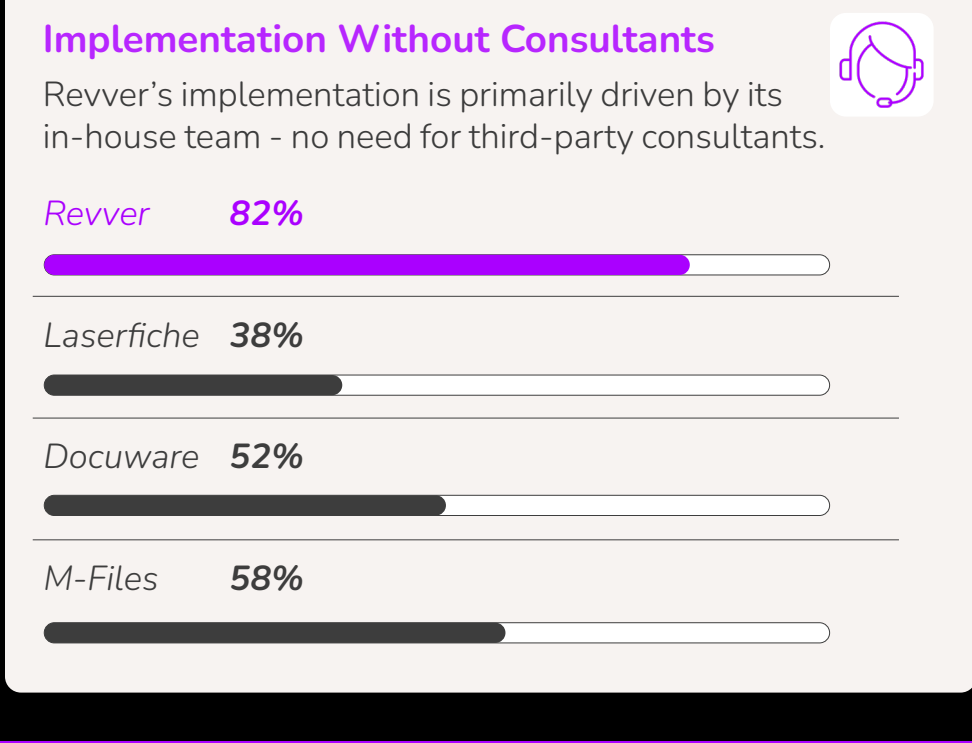 Implementation Without Consultants
Revver’s implementation is primarily driven by its
in-house team - no need for third-party consultants.
Revver 82%
Laserfiche 38%
Docuware 52%
M-Files 58%